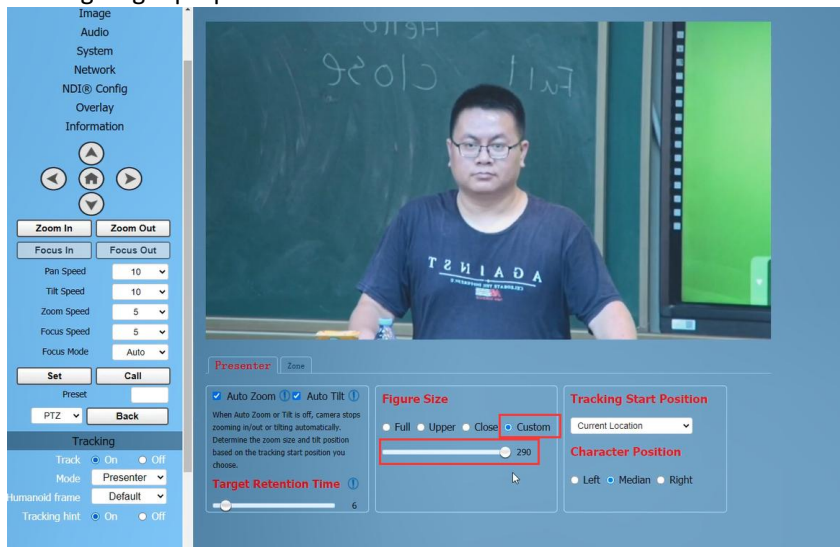 Image
Audio
System
Network
NDI® Config
Overlay
Information
Zoom In Zoom Out
Focus In Focus Out
Pan Speed 10
Tilt Speed 10
Zoom Speed 5
Focus Speed 5
Focus Mode Auto
Set Call
Preset
PTZ Back
Tracking
Track On Off
Mode Presenter
Humanoid frame Default
Tracking hint On Off
Hello
Full close
AGAINST
Presenter Zone
Auto Zoom Auto Tilt
When Auto Zoom or Tilt is off, camera stops
zooming in/out or tilting automatically.
Determine the zoom size and tilt position
based on the tracking start position you
choose.
Target Retention Time
6
Figure Size
Full Upper Close Custom
290
Tracking Start Position
Current Location
Character Position
Left Median Right